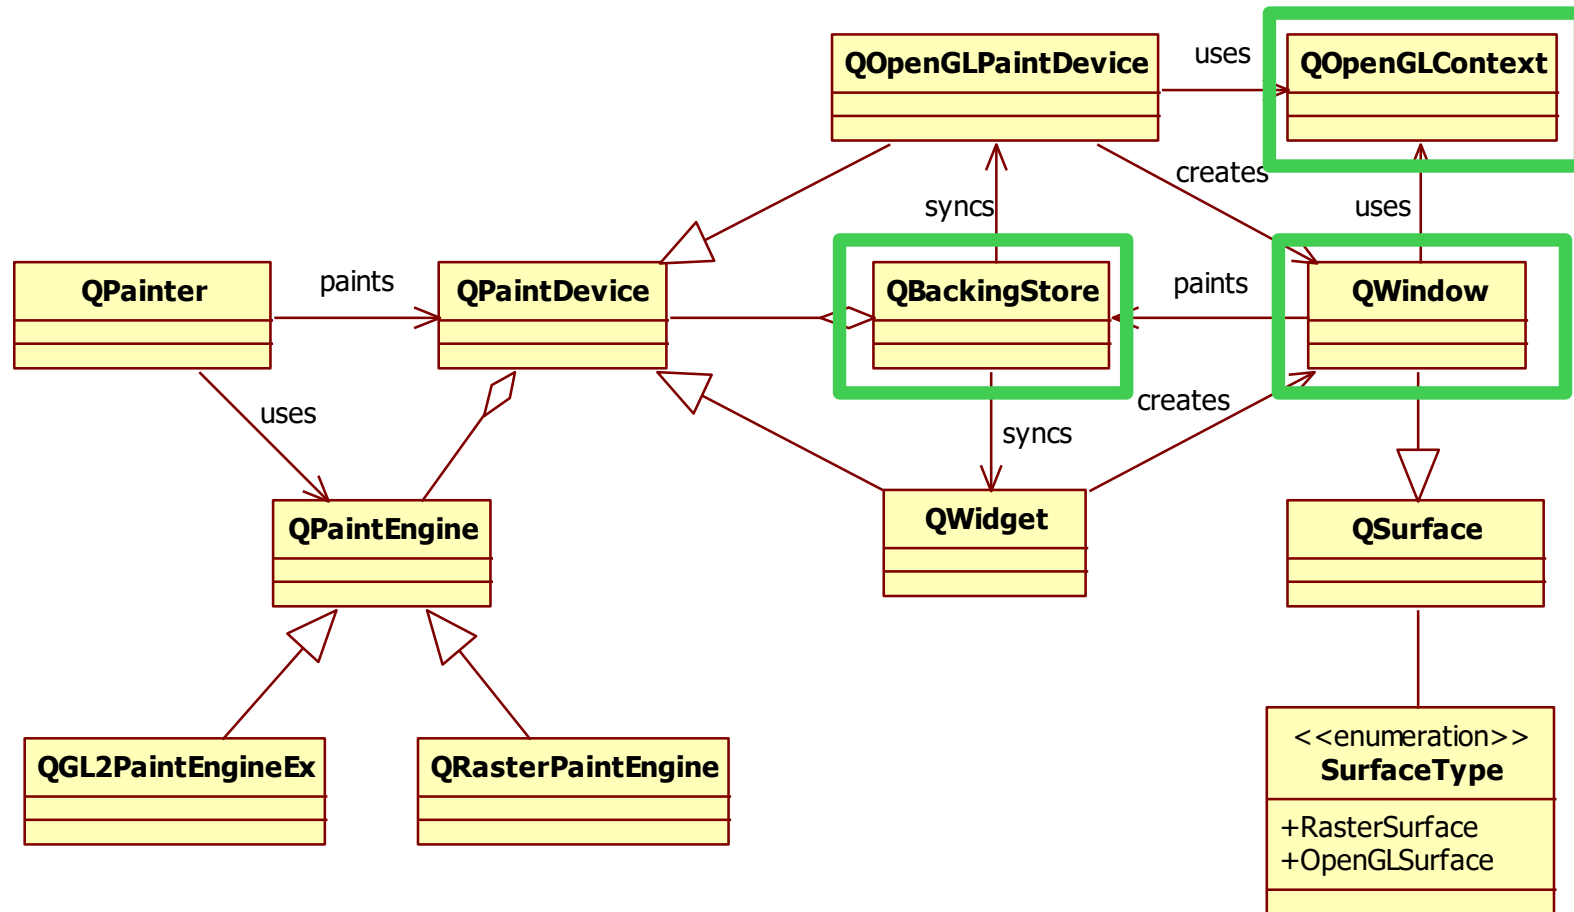 QOpenGLPaintDevice
uses
QOpenGLContext
creates
syncs
uses
QPainter
paints
QPaintDevice
QBackingStore
paints
QWindow
uses
creates
syncs
QPaintEngine
QWidget
QSurface
QGL2PaintEngineEx
QRasterPaintEngine
<<enumeration>>
SurfaceType
+RasterSurface
+OpenGLSurface